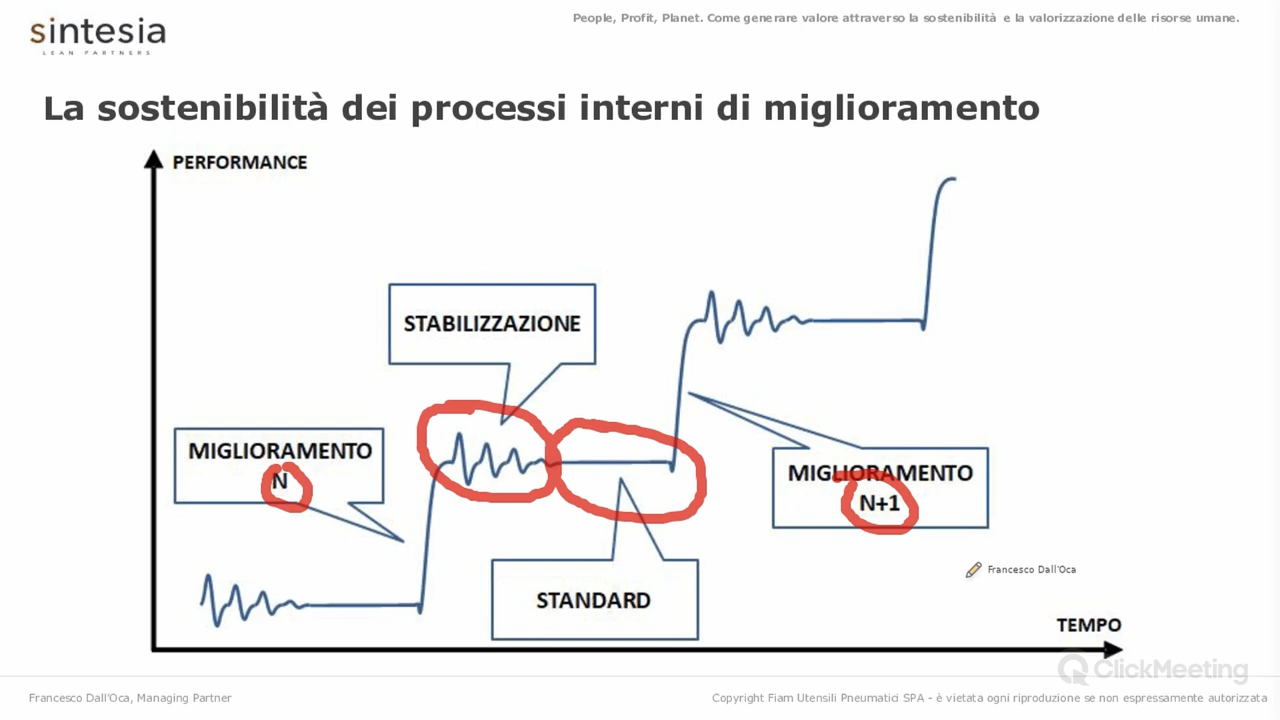 People, Profit, Planet. Come generare valore attraverso la sostenibilità e la valorizzazione delle risorse umane.
sintesia
LEAN PARTNERS
La sostenibilità dei processi interni di miglioramento
PERFORMANCE
STABILIZZAZIONE
MIGLIORAMENTO
N
MIGLIORAMENTO
N+1
STANDARD
Francesco Dall'Oca
TEMPO
ClickMeeting
Francesco Dall'Oca, Managing Partner
Copyright Fiam Utensili Pneumatici SPA - è vietata ogni riproduzione se non espressamente autorizzata